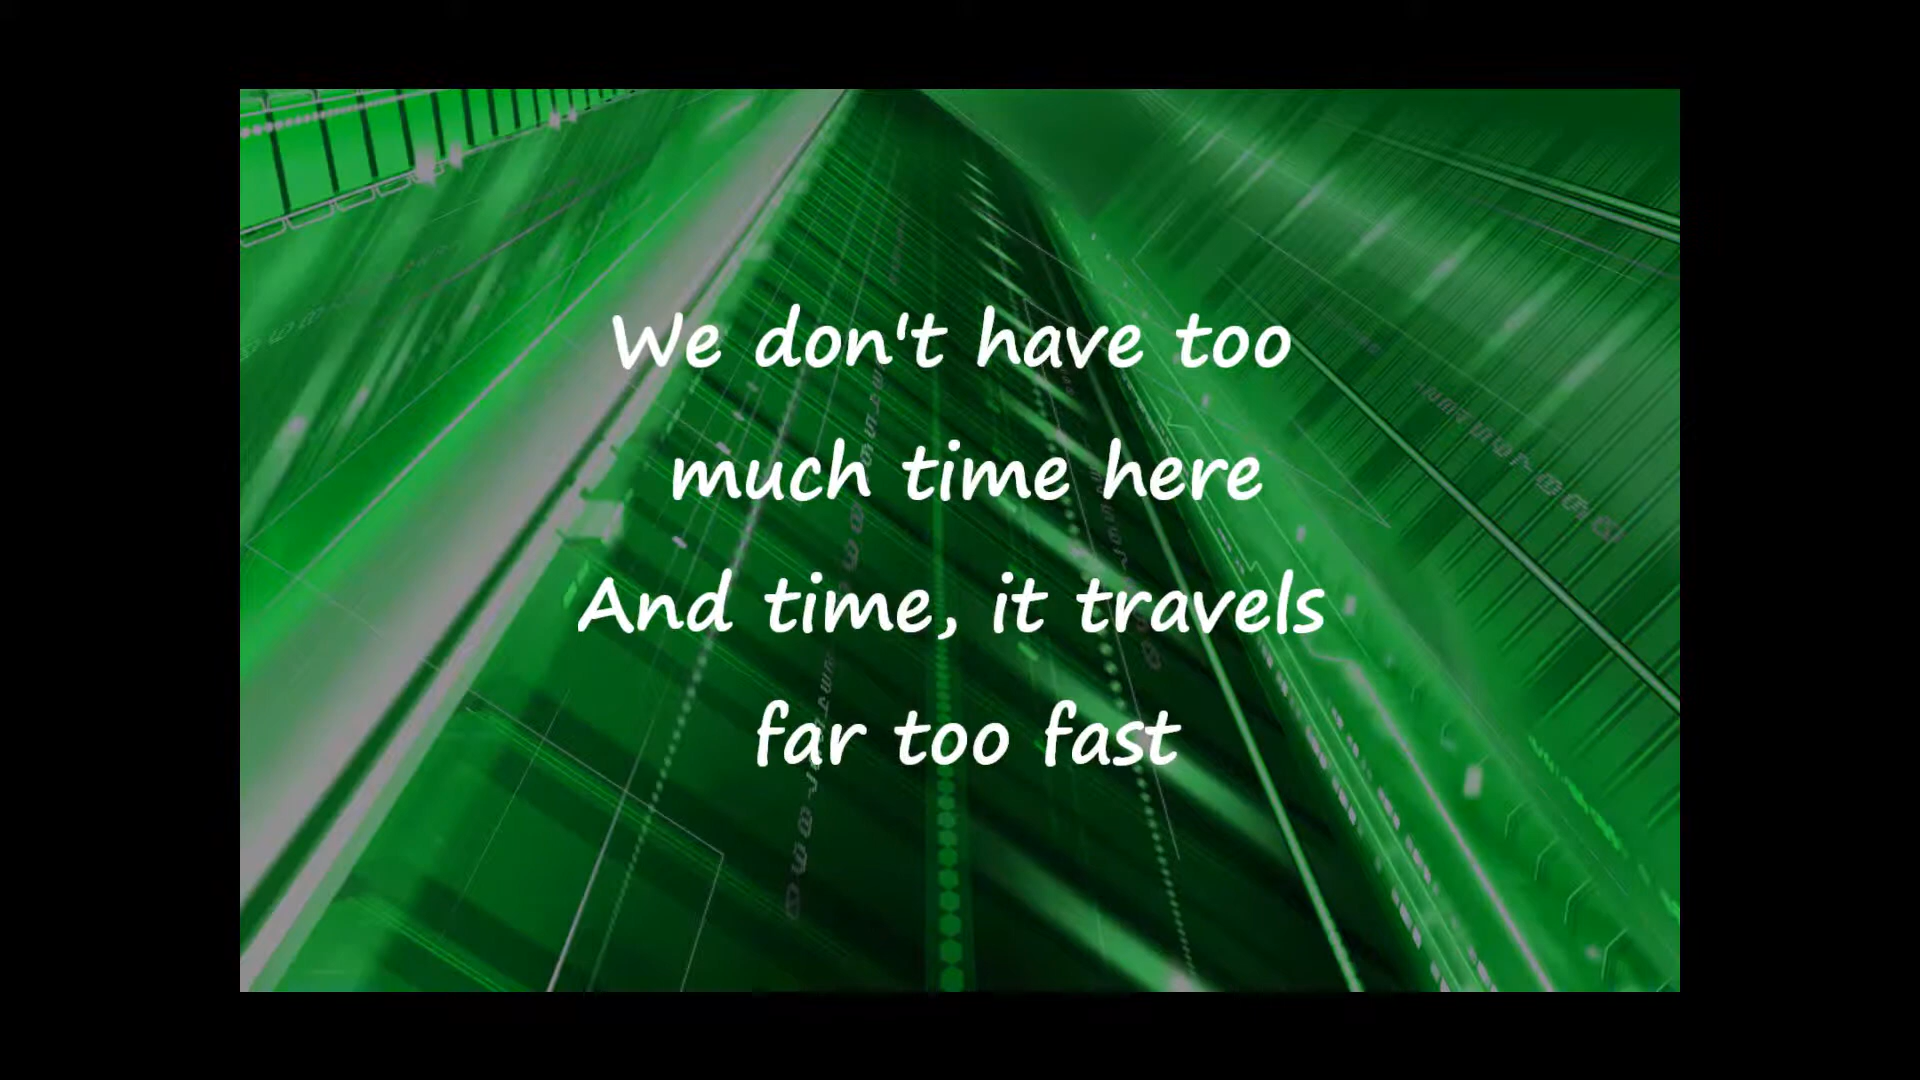 We don't have too
much time here
And time, it travels
far too fast